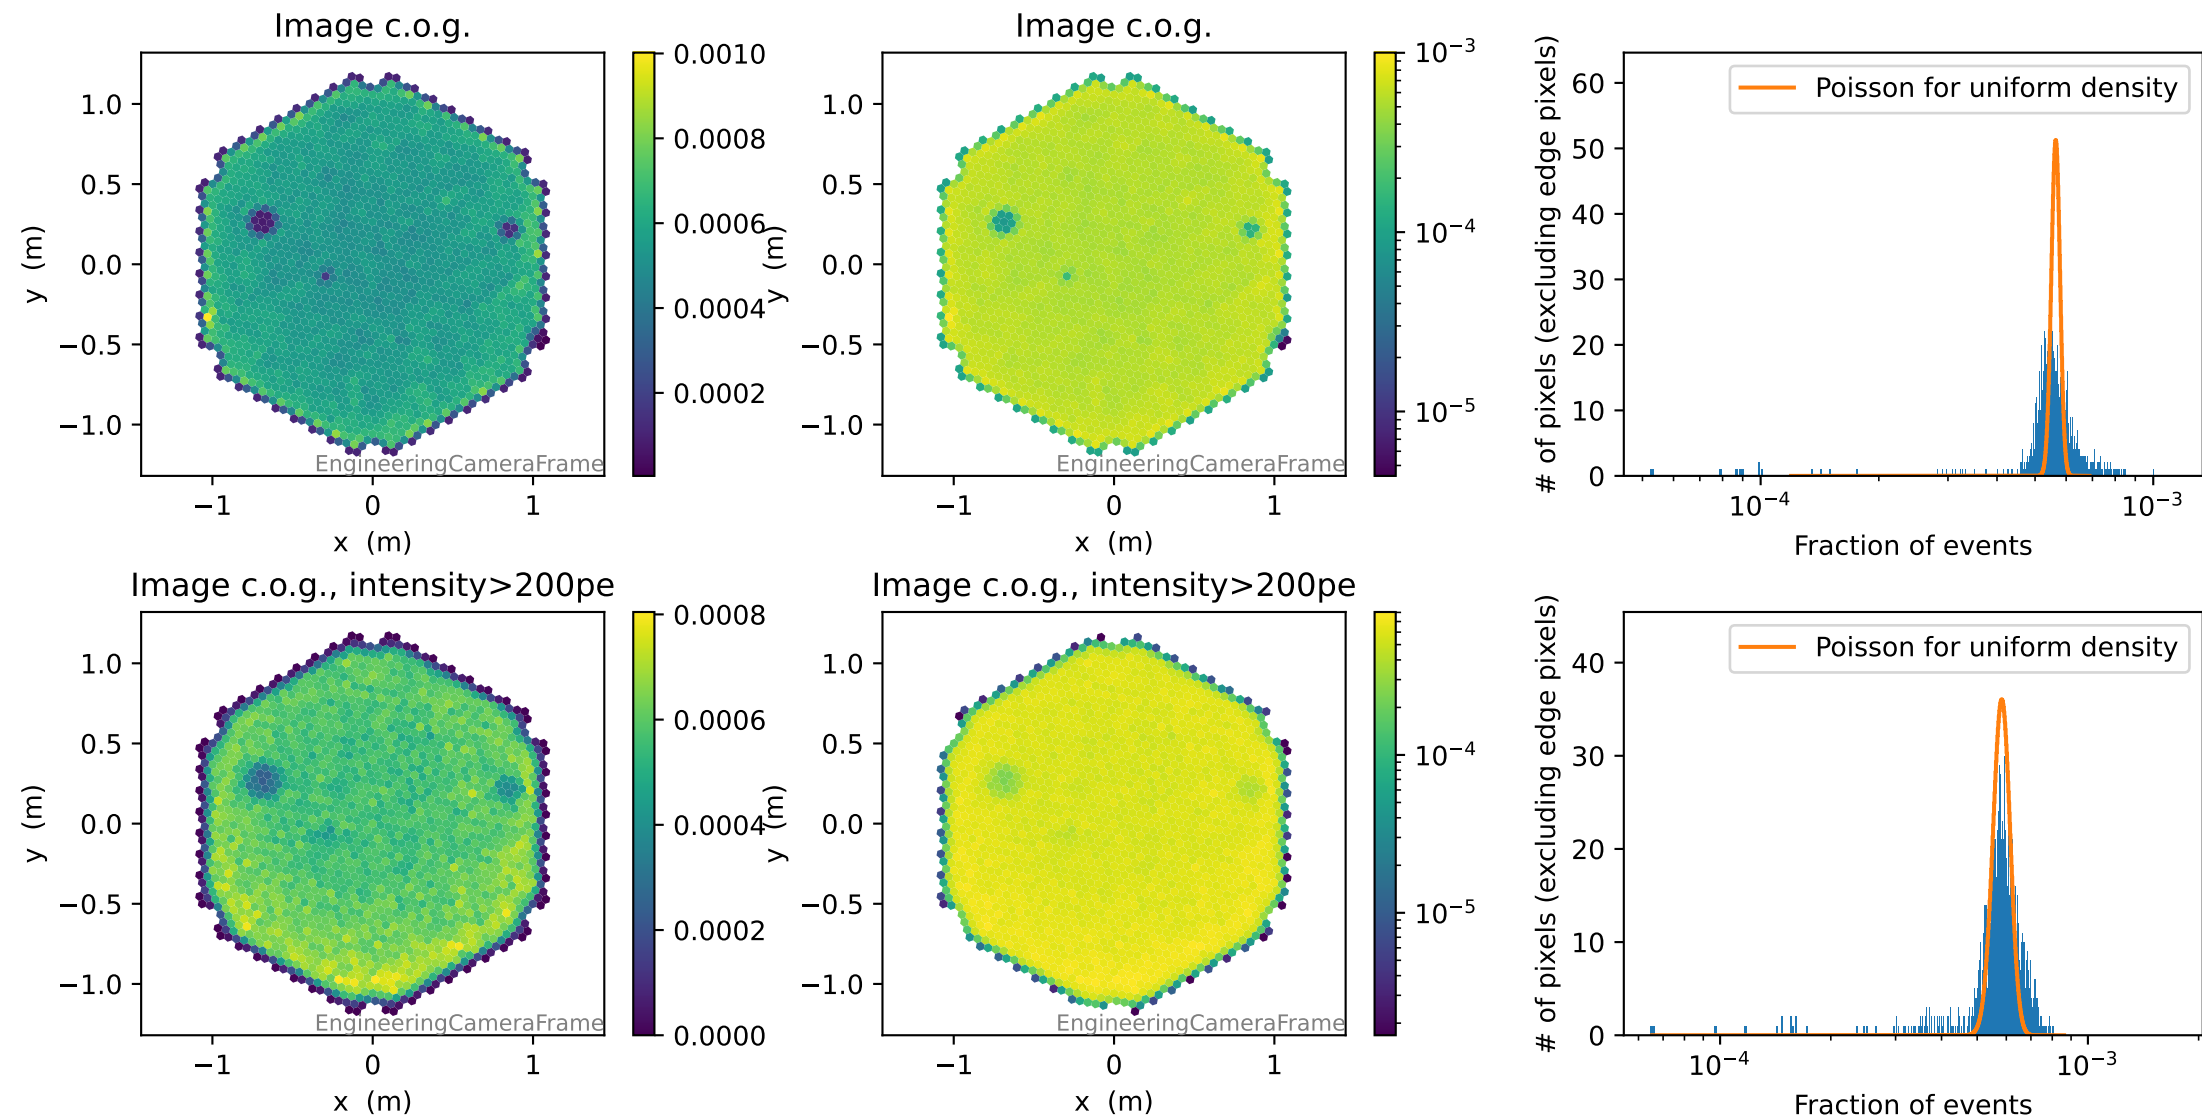 Image c.o.g.
1.0
0.5
0.0
−0.5
−1.0
y (m)
−1 0 1
x (m)
EngineeringCameraFrame
0.0010
0.0008
0.0006
0.0004
0.0002
Image c.o.g.
1.0
0.5
0.0
−0.5
−1.0
y (m)
−1 0 1
x (m)
EngineeringCameraFrame
10⁻³
10⁻⁴
10⁻⁵
Poisson for uniform density
60
50
40
30
20
10
0
# of pixels (excluding edge pixels)
10⁻⁴ 10⁻³
Fraction of events
Image c.o.g., intensity>200pe
1.0
0.5
0.0
−0.5
−1.0
y (m)
−1 0 1
x (m)
EngineeringCameraFrame
0.0008
0.0006
0.0004
0.0002
0.0000
Image c.o.g., intensity>200pe
1.0
0.5
0.0
−0.5
−1.0
y (m)
−1 0 1
x (m)
EngineeringCameraFrame
10⁻⁴
10⁻⁵
Poisson for uniform density
40
30
20
10
0
# of pixels (excluding edge pixels)
10⁻⁴ 10⁻³
Fraction of events